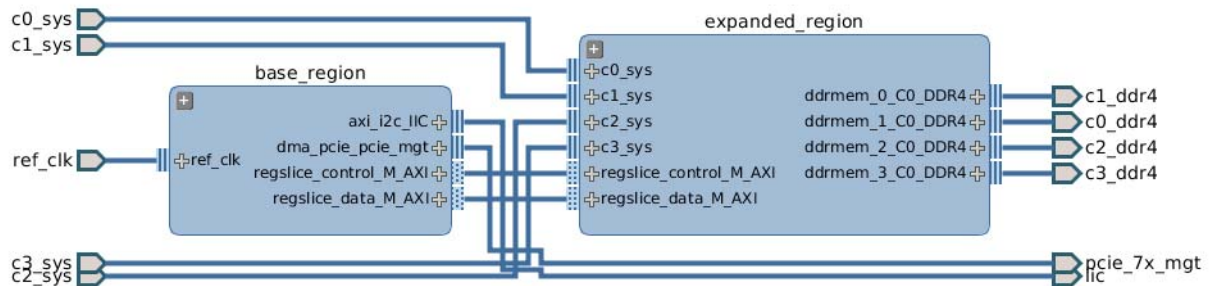 c0_sys
c1_sys
base_region
expanded_region
ref_clk
ref_clk
axi_i2c_IIC
dma_pcie_pcie_mgt
regslice_control_M_AXI
regslice_data_M_AXI
c0_sys
c1_sys
c2_sys
c3_sys
regslice_control_M_AXI
regslice_data_M_AXI
ddrmem_0_C0_DDR4
ddrmem_1_C0_DDR4
ddrmem_2_C0_DDR4
ddrmem_3_C0_DDR4
c1_ddr4
c0_ddr4
c2_ddr4
c3_ddr4
c3_sys
c2_sys
pcie_7x_mgt
iic